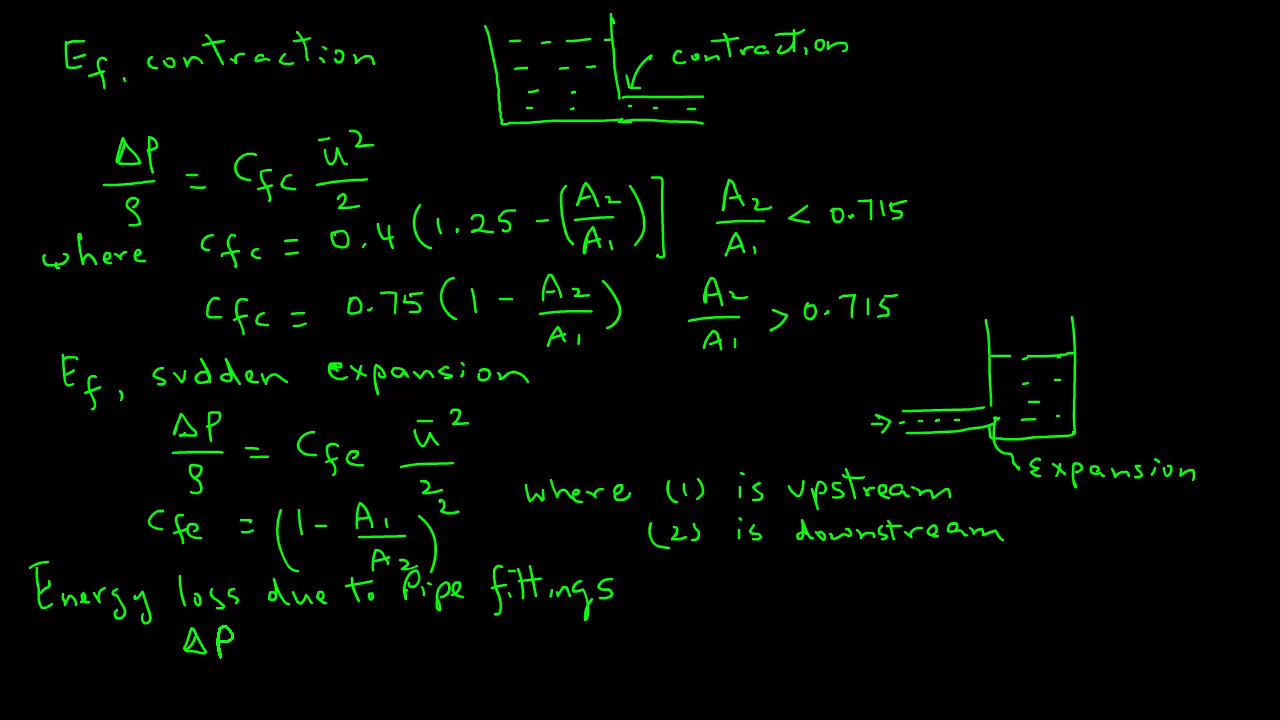 Ef, contraction
contraction
ΔP/ρ = Cfc ū²/2
where Cfc = 0.4 (1.25 - (A2/A1)] A2/A1 < 0.715
Cfc = 0.75 (1 - A2/A1) A2/A1 > 0.715
Ef, sudden expansion
ΔP/ρ = Cfe ū²/2
Expansion
where (1) is upstream
Cfe = (1 - A1/A2)²
(2) is downstream
Energy loss due to Pipe fittings
ΔP